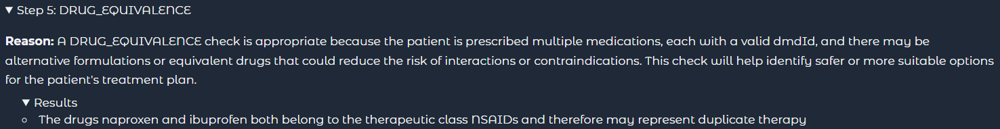 ▼ Step 5: DRUG_EQUIVALENCE
Reason: A DRUG_EQUIVALENCE check is appropriate because the patient is prescribed multiple medications, each with a valid dmdId, and there may be
alternative formulations or equivalent drugs that could reduce the risk of interactions or contraindications. This check will help identify safer or more suitable options
for the patient's treatment plan.
▼ Results
○ The drugs naproxen and ibuprofen both belong to the therapeutic class NSAIDs and therefore may represent duplicate therapy